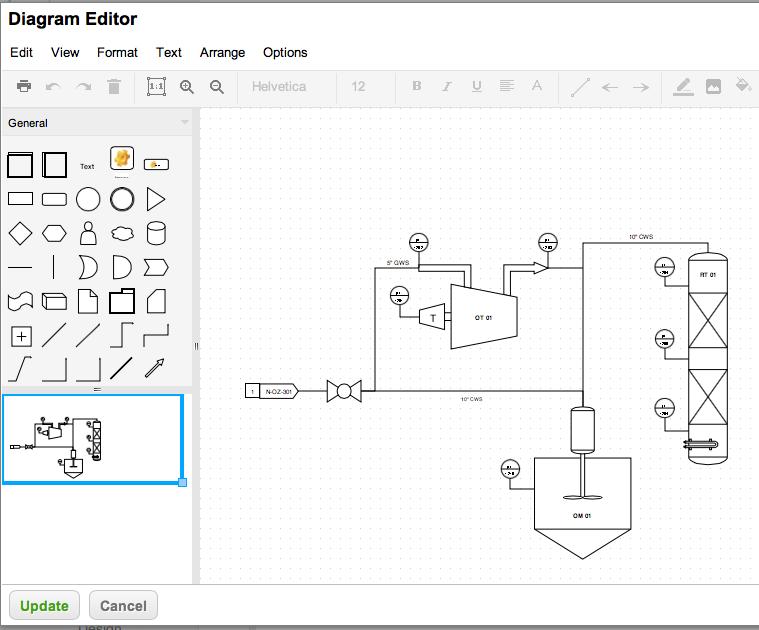 Diagram Editor
Edit View Format Text Arrange Options
1:1 Helvetica 12 B I U A
General
Text
10" CWS
5" GWS
RT 01
T
OT 01
1 N-OZ-301
10" CWS
OM 01
Update Cancel
Design